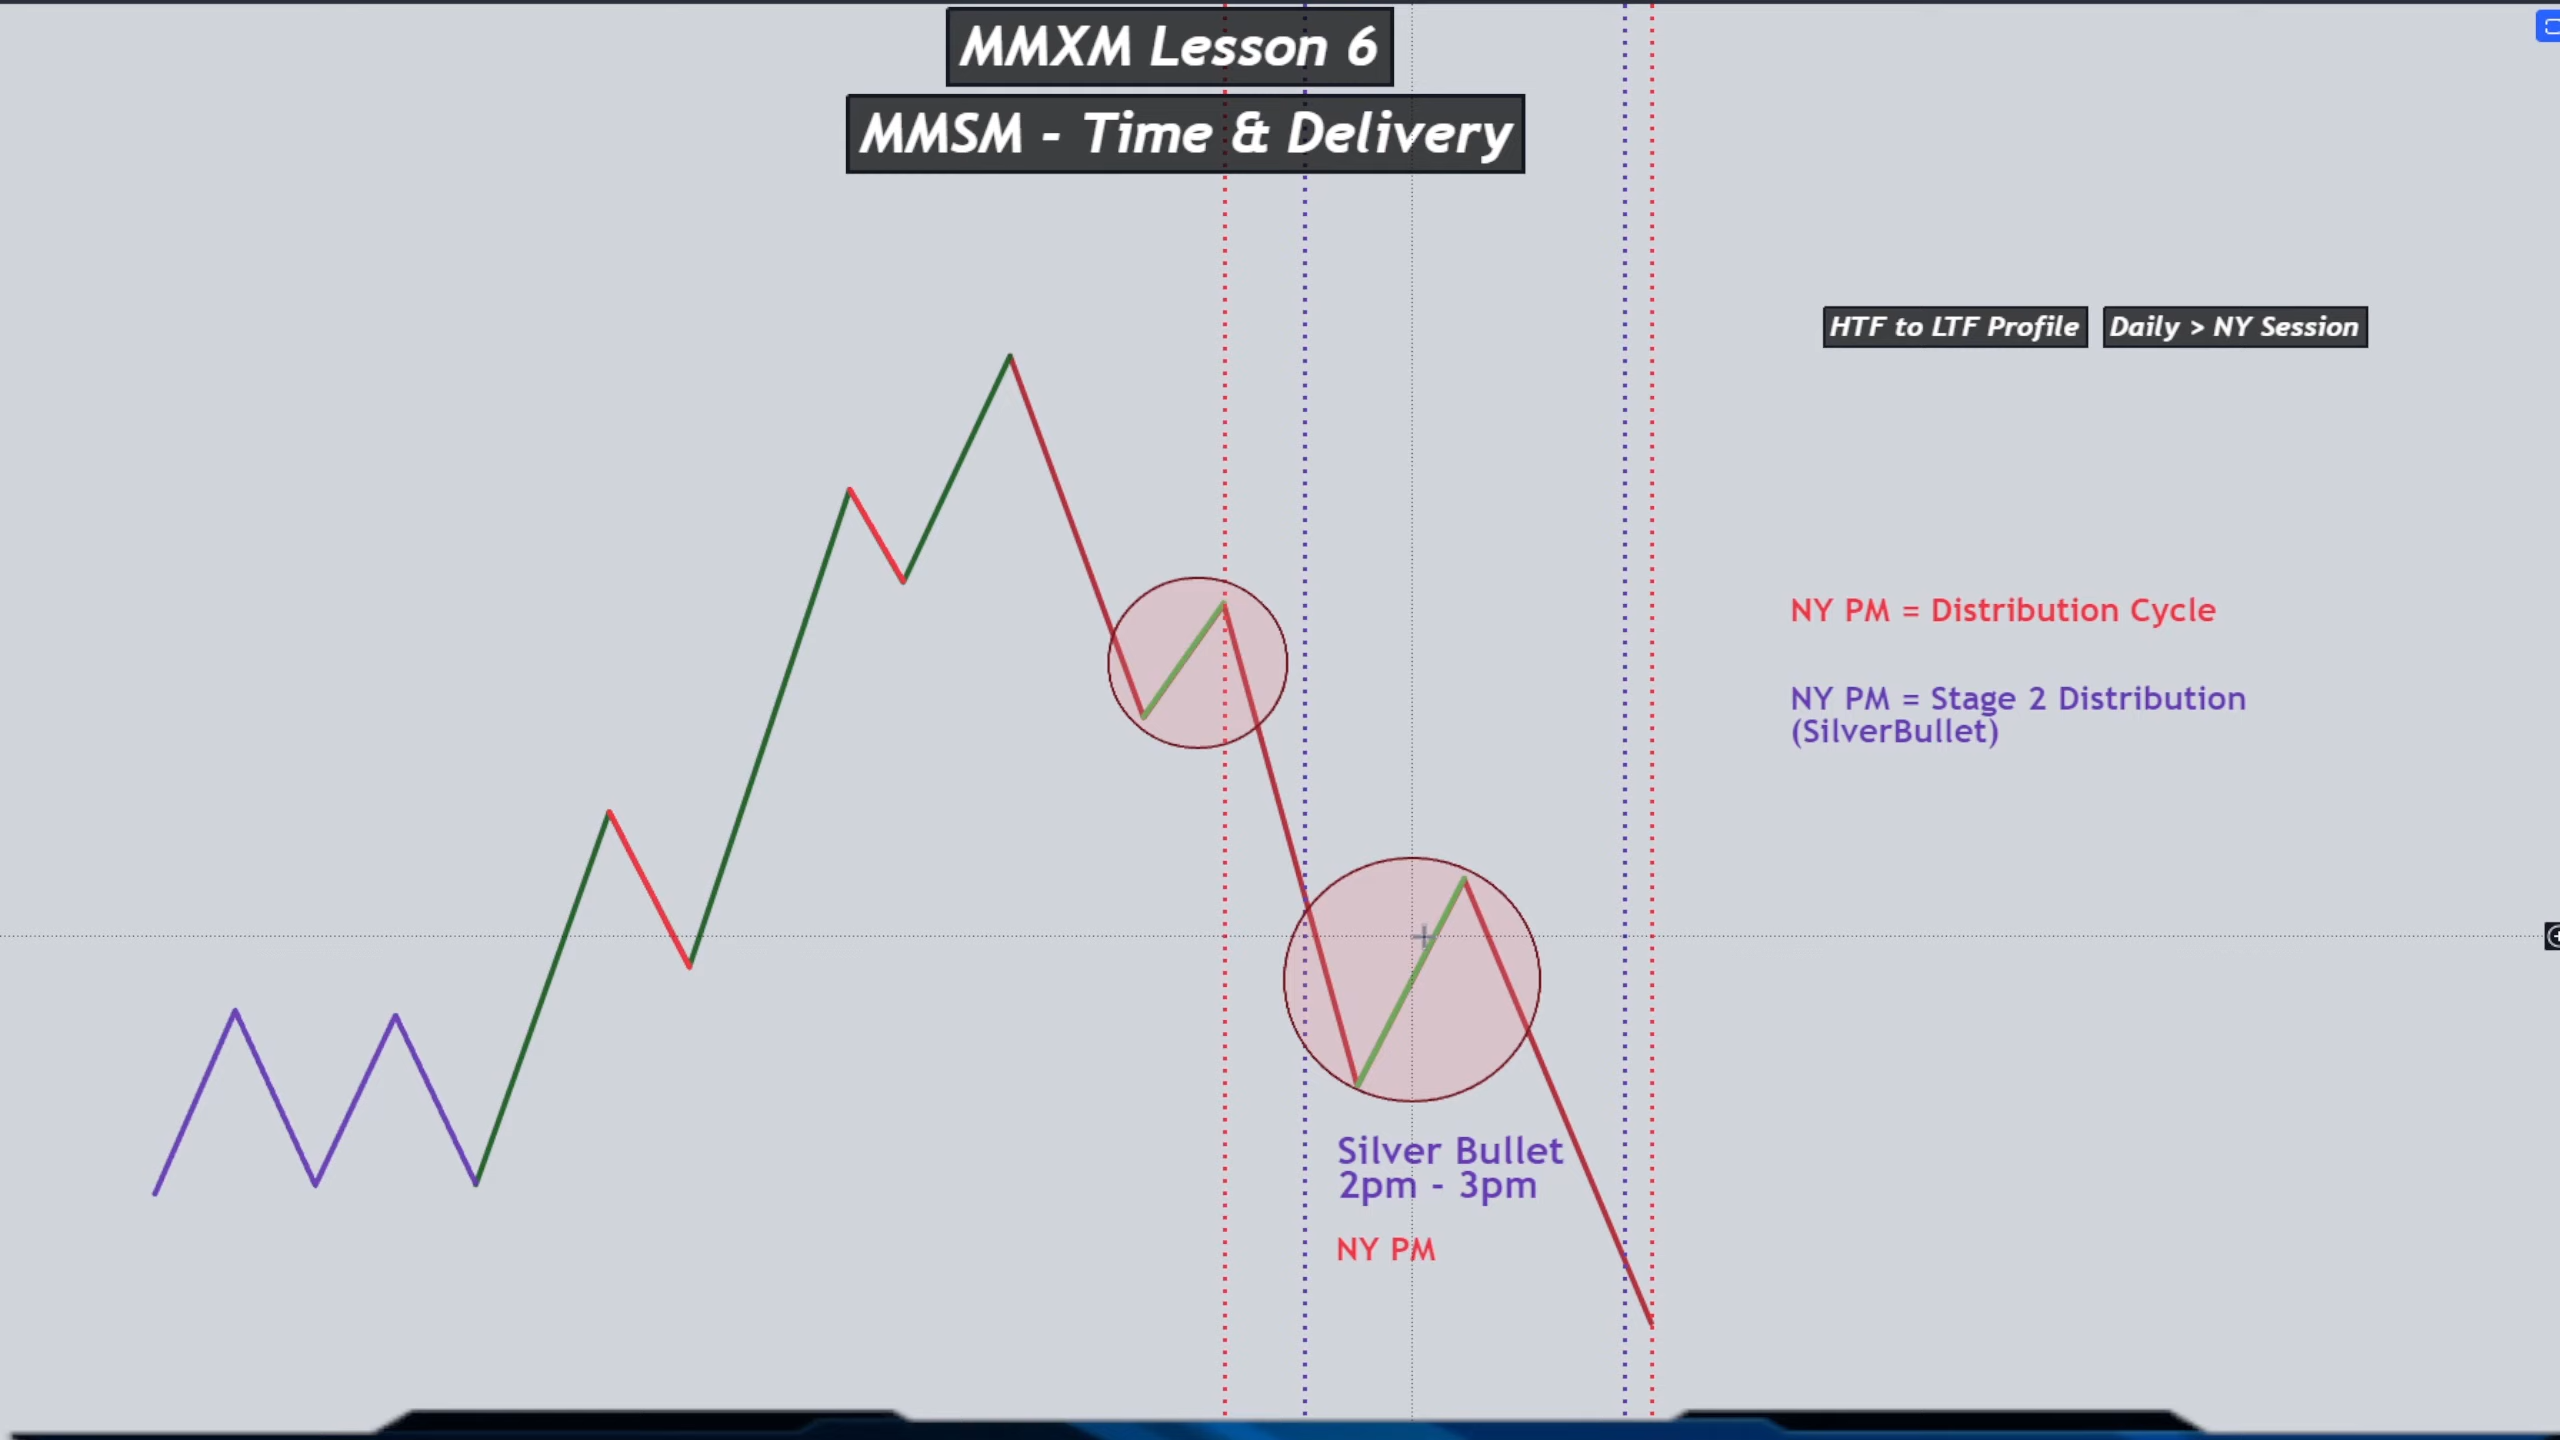 MMXM Lesson 6
MMSM - Time & Delivery
HTF to LTF Profile
Daily > NY Session
NY PM = Distribution Cycle
NY PM = Stage 2 Distribution
(SilverBullet)
Silver Bullet
2pm - 3pm
NY PM